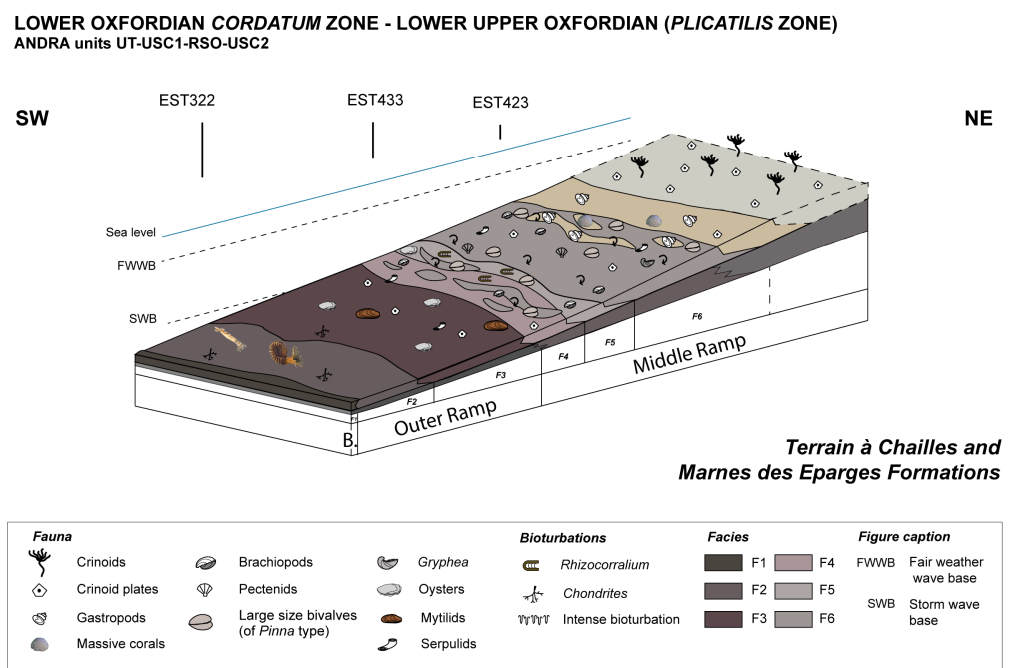 LOWER OXFORDIAN CORDATUM ZONE - LOWER UPPER OXFORDIAN (PLICATILIS ZONE)
ANDRA units UT-USC1-RSO-USC2
EST322
EST433
EST423
SW
NE
Sea level
FWWB
SWB
F6
F5
F4
F3
F2
F1
Middle Ramp
Outer Ramp
B.
Terrain à Chailles and
Marnes des Eparges Formations
Fauna
Crinoids
Crinoid plates
Gastropods
Massive corals
Brachiopods
Pectenids
Large size bivalves
(of Pinna type)
Gryphea
Oysters
Mytilids
Serpulids
Bioturbations
Rhizocorralium
Chondrites
Intense bioturbation
Facies
F1
F2
F3
F4
F5
F6
Figure caption
FWWB Fair weather
wave base
SWB Storm wave
base